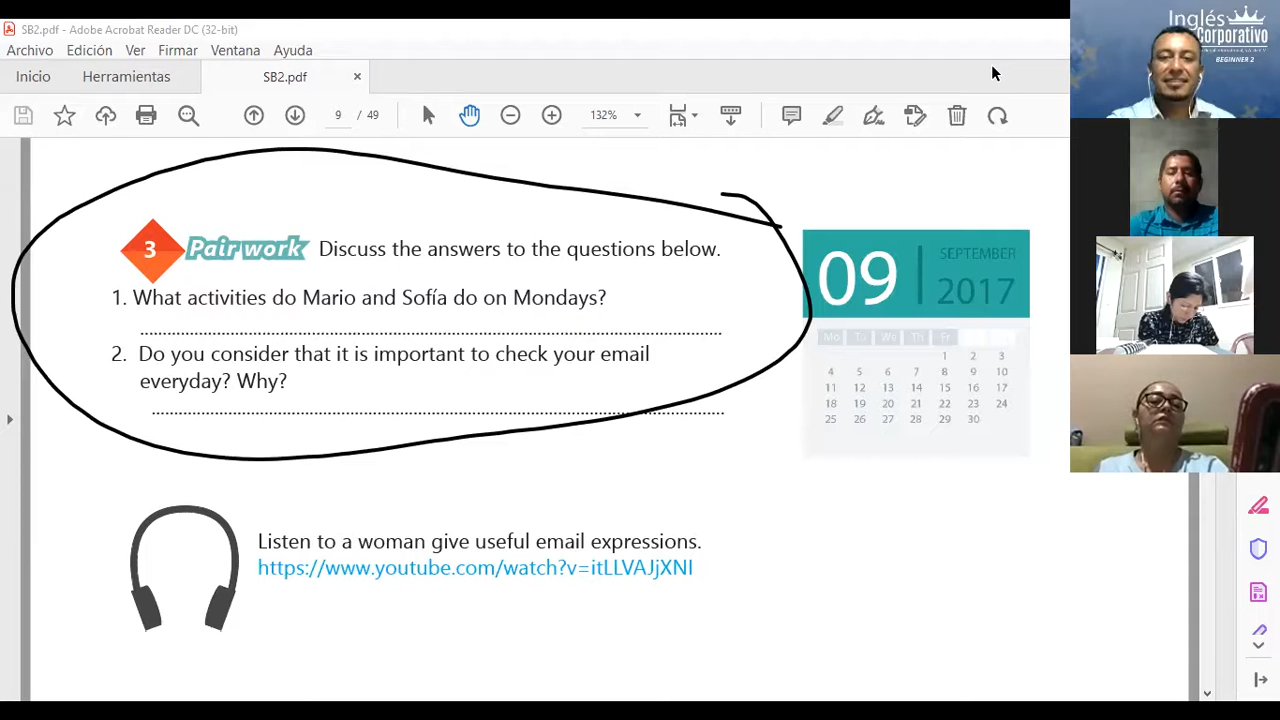 SB2.pdf - Adobe Acrobat Reader DC (32-bit)
Archivo Edición Ver Firmar Ventana Ayuda
Inicio Herramientas SB2.pdf ×
9 / 49 132%
3 Pair work Discuss the answers to the questions below.
1. What activities do Mario and Sofía do on Mondays?
2. Do you consider that it is important to check your email
everyday? Why?
09 SEPTEMBER
2017
Mo Tu We Th Fr
1 2 3
4 5 6 7 8 9 10
11 12 13 14 15 16 17
18 19 20 21 22 23 24
25 26 27 28 29 30
Listen to a woman give useful email expressions.
https://www.youtube.com/watch?v=itLLVAJjXNI
Inglés
Corporativo
BEGINNER 2